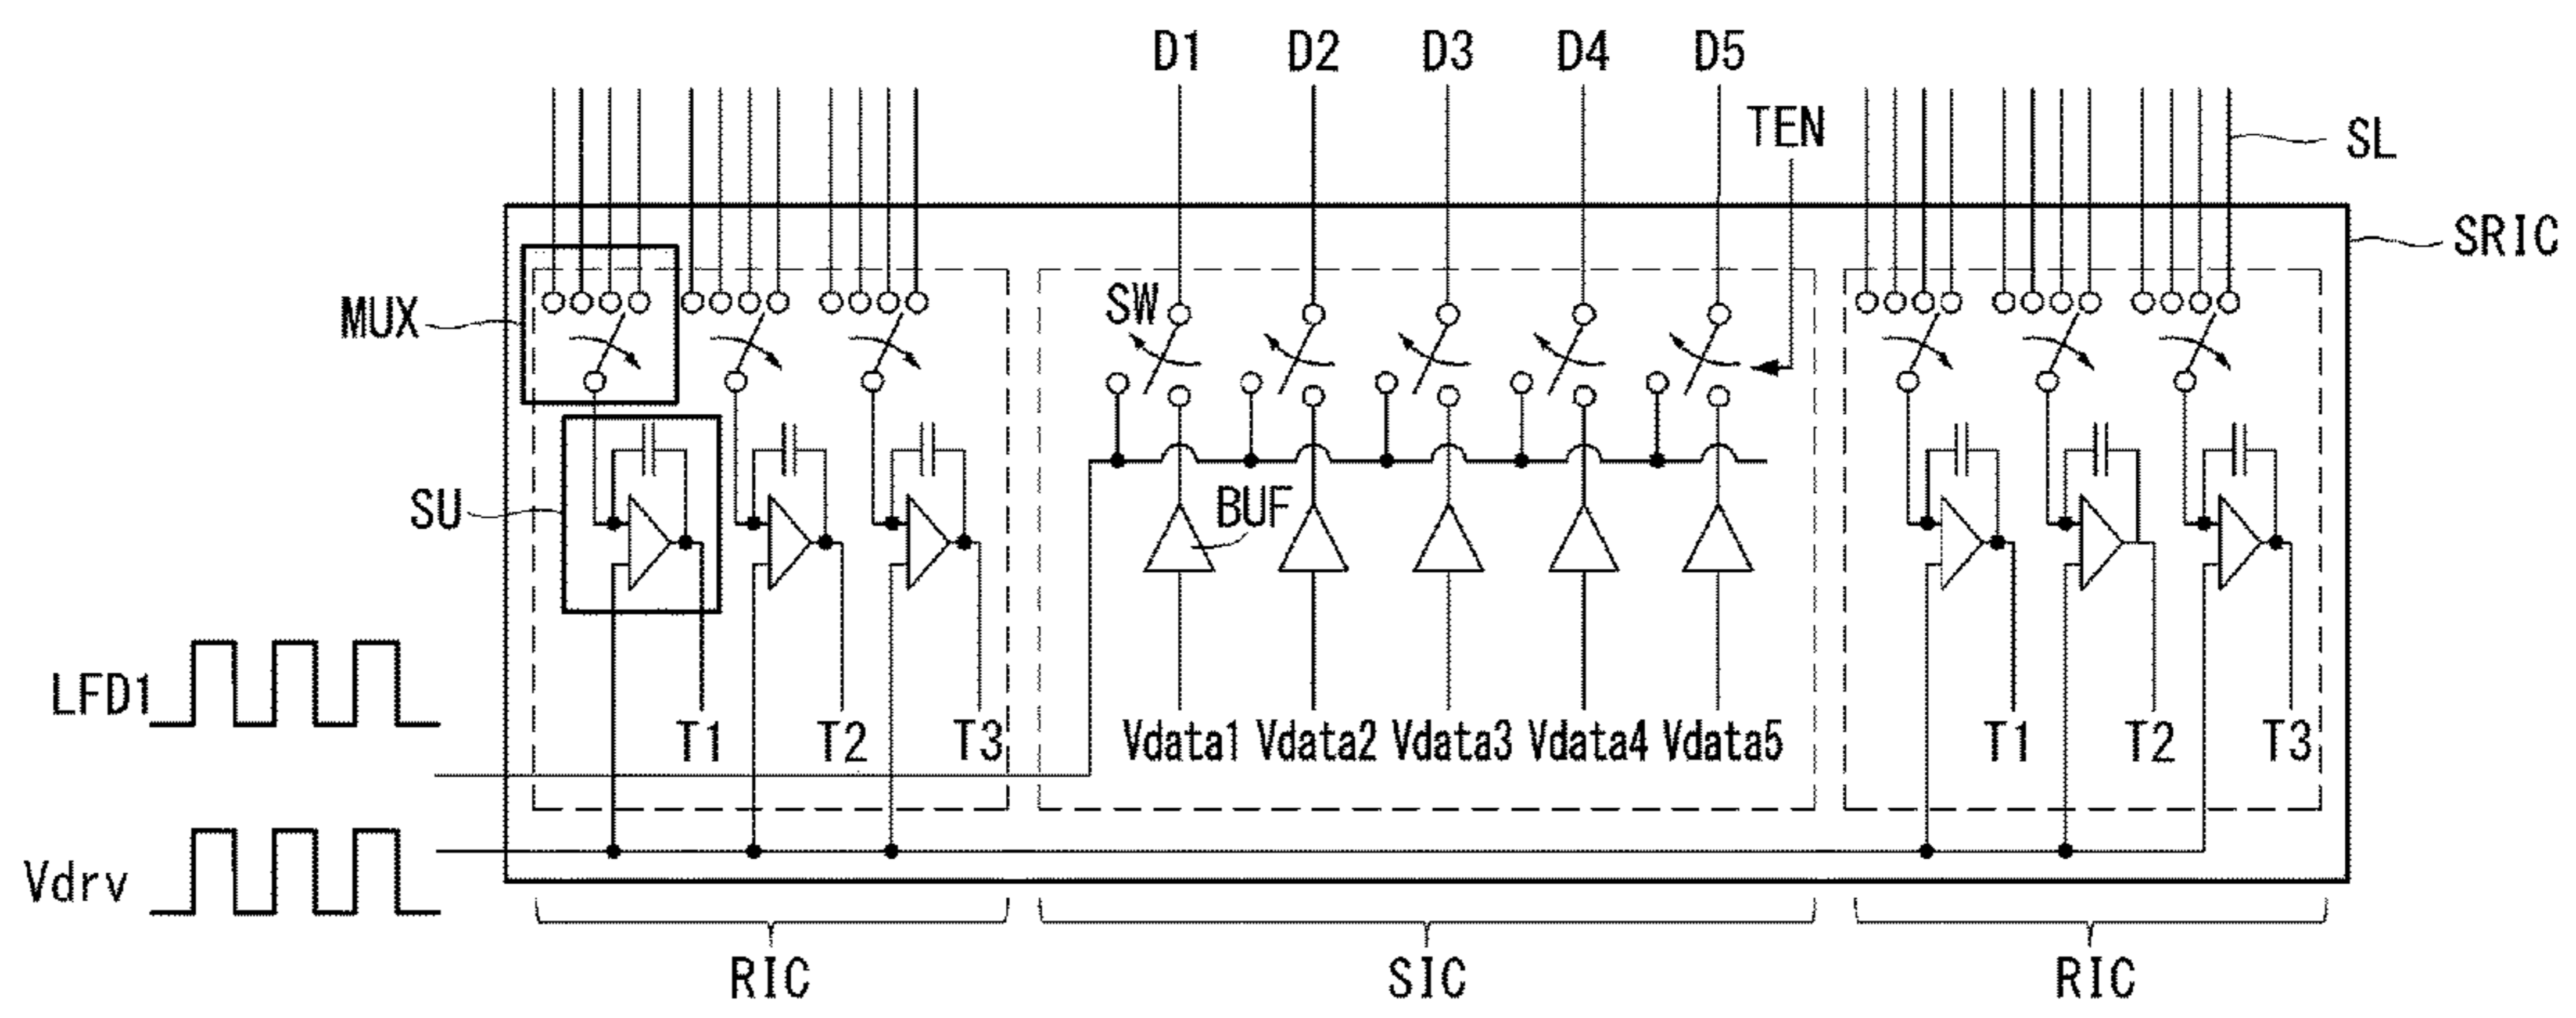 D1 D2 D3 D4 D5
TEN
SL
SRIC
SW
MUX
SU
BUF
LFD1
T1 T2 T3 Vdata1 Vdata2 Vdata3 Vdata4 Vdata5 T1 T2 T3
Vdrv
RIC SIC RIC